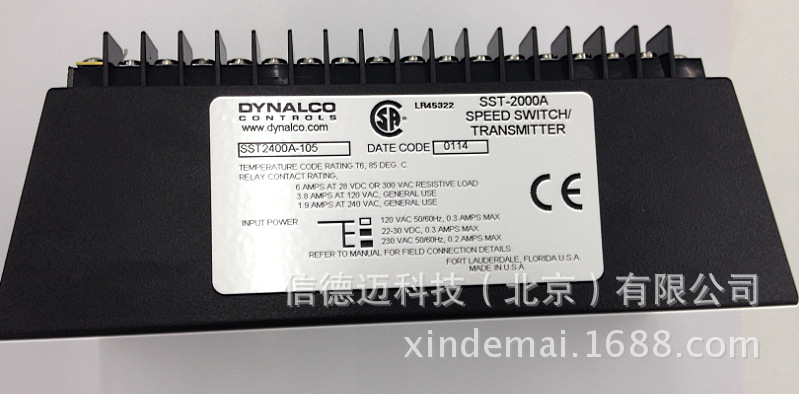 DYNALCO
CONTROLS
www.dynalco.com
SA
LR45322
SST-2000A
SPEED SWITCH/
TRANSMITTER
SST2400A-105
DATE CODE 0114
TEMPERATURE CODE RATING T6, 85 DEG. C.
RELAY CONTACT RATING,
6 AMPS AT 28 VDC OR 300 VAC RESISTIVE LOAD
3.8 AMPS AT 120 VAC, GENERAL USE
1.9 AMPS AT 240 VAC, GENERAL USE
CE
INPUT POWER
120 VAC 50/60Hz, 0.3 AMPS MAX
22-30 VDC, 0.3 AMPS MAX
230 VAC 50/60Hz, 0.2 AMPS MAX
REFER TO MANUAL FOR FIELD CONNECTION DETAILS.
FORT LAUDERDALE, FLORIDA U.S.A.
MADE IN U.S.A.
信德迈科技（北京）有限公司
xindemai.1688.com